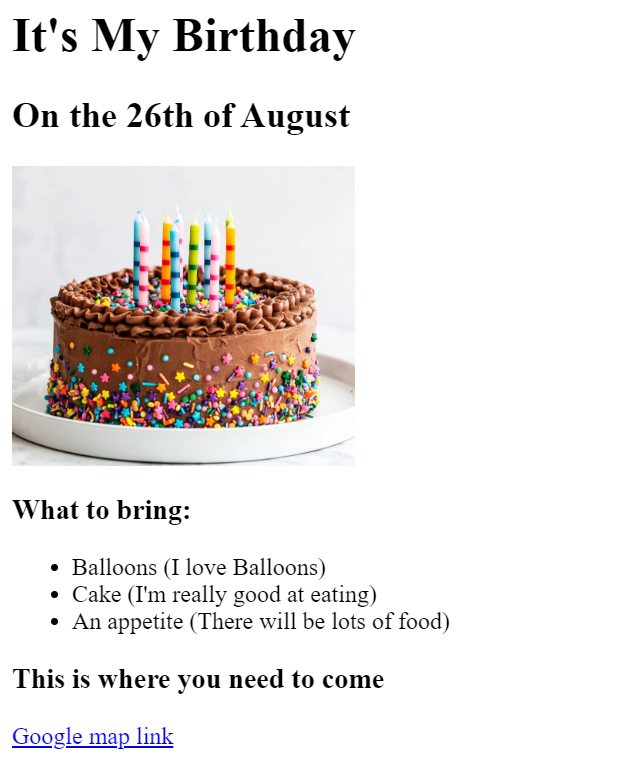 It's My Birthday
On the 26th of August
What to bring:
Balloons (I love Balloons)
Cake (I'm really good at eating)
An appetite (There will be lots of food)
This is where you need to come
Google map link